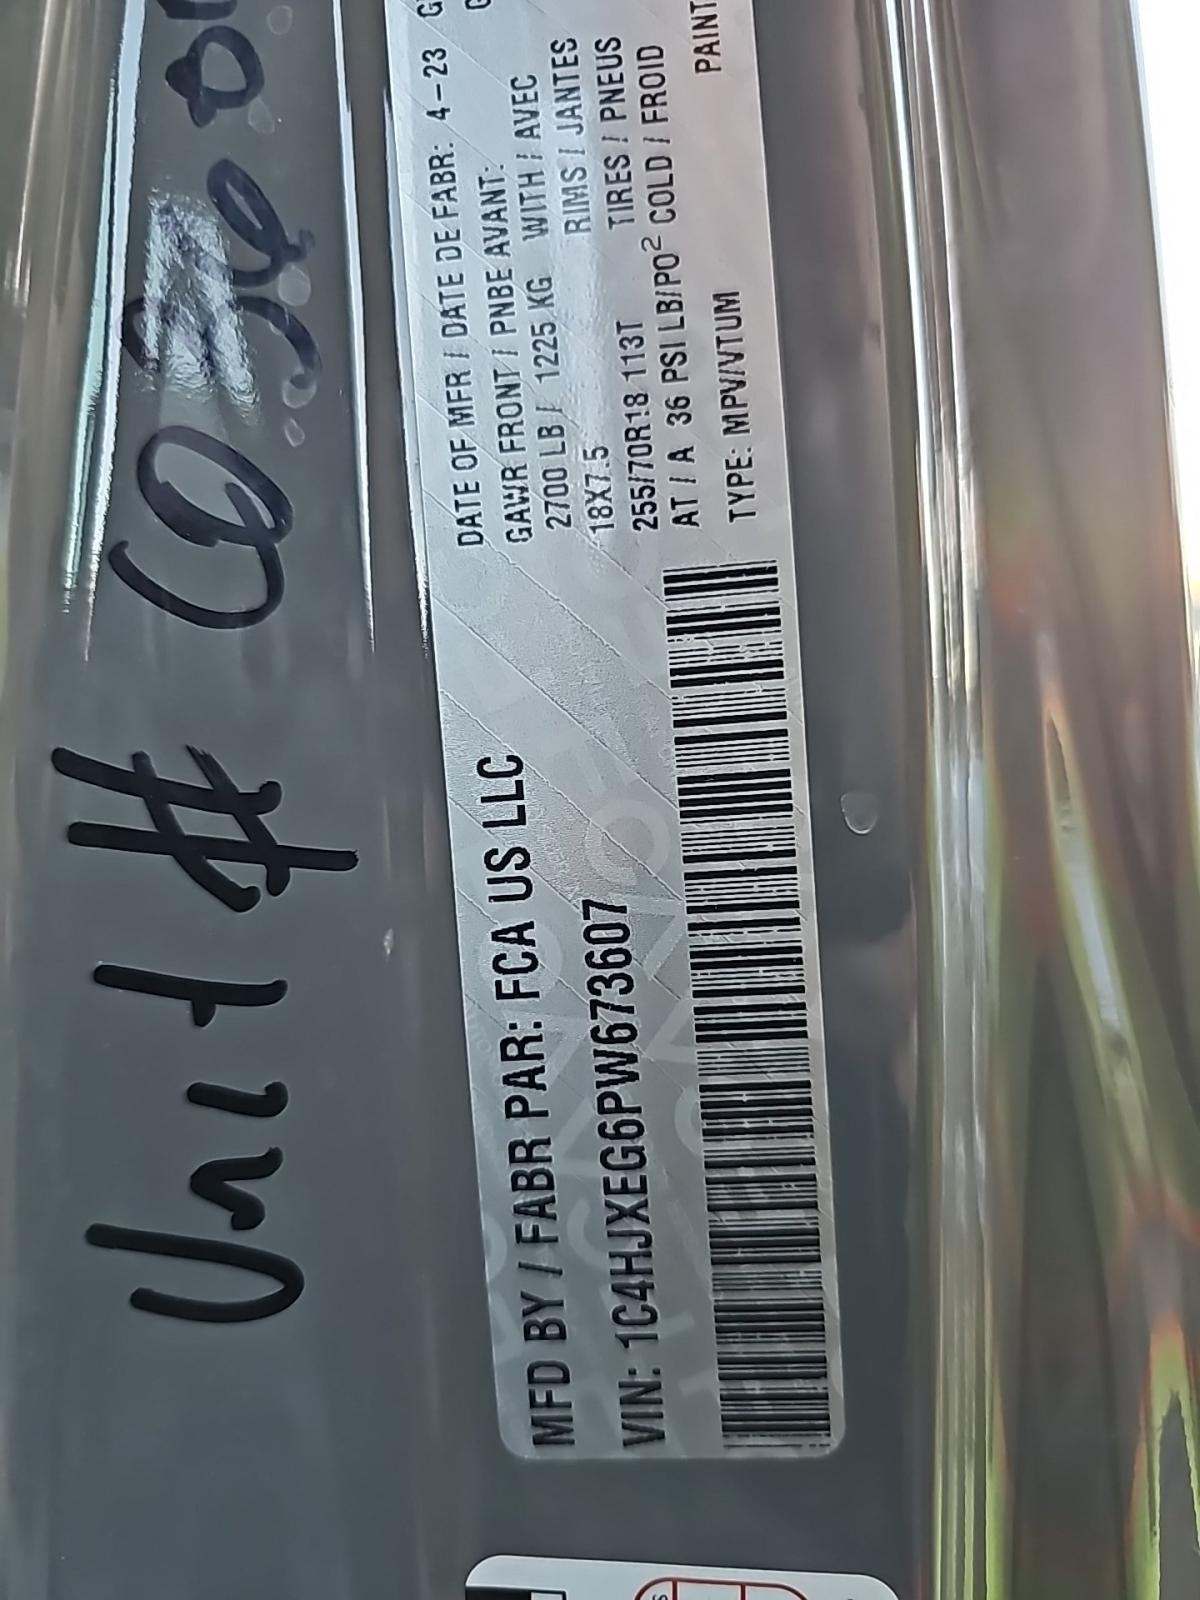 Unit #
MFD BY / FABR PAR: FCA US LLC
VIN: 1C4HJXEG6PW673607
DATE OF MFR / DATE DE FABR: 4-23
GAWR FRONT / PNBE AVANT:
2700 LB / 1225 KG WITH / AVEC
18X7.5 RIMS / JANTES
255/70R18 113T TIRES / PNEUS
AT / A 36 PSI LB/PO² COLD / FROID
TYPE: MPV/VTUM PAINT